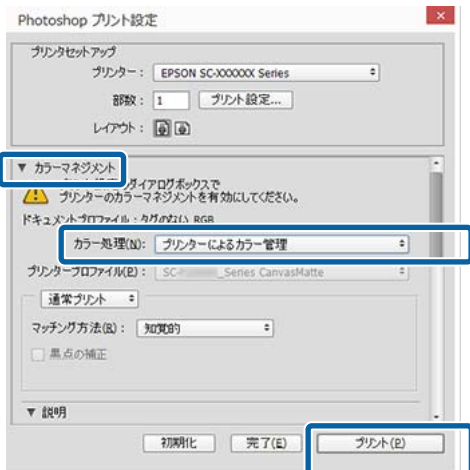 Photoshop プリント設定
プリンタセットアップ
プリンター： EPSON SC-XXXXXX Series
部数： 1 プリント設定...
レイアウト：
▼ カラーマネジメント
ダイアログボックスで
プリンターのカラーマネジメントを有効にしてください。
ドキュメントプロファイル：タグのない RGB
カラー処理(N): プリンターによるカラー管理
プリンタープロファイル(P)： SC- _Series CanvasMatte
通常プリント
マッチング方法(R)： 知覚的
黒点の補正
▼ 説明
初期化 完了(E) プリント(P)